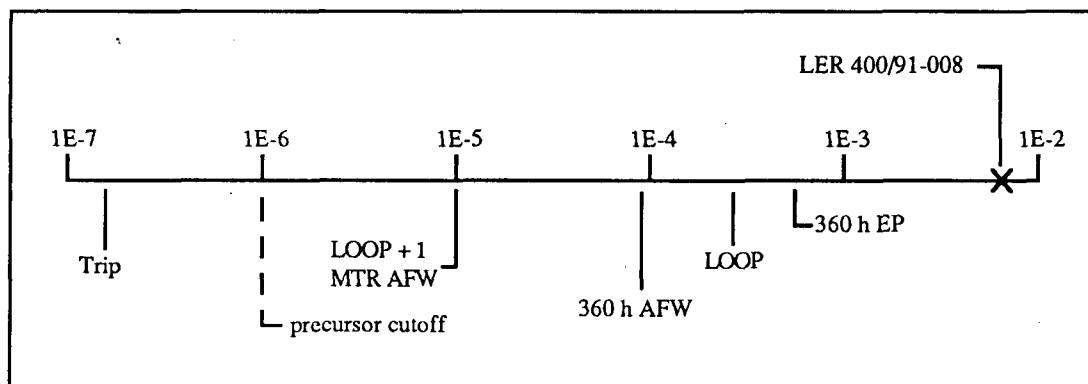 LER 400/91-008
1E-7
1E-6
1E-5
1E-4
1E-3
1E-2
Trip
LOOP + 1
MTR AFW
360 h AFW
LOOP
360 h EP
precursor cutoff